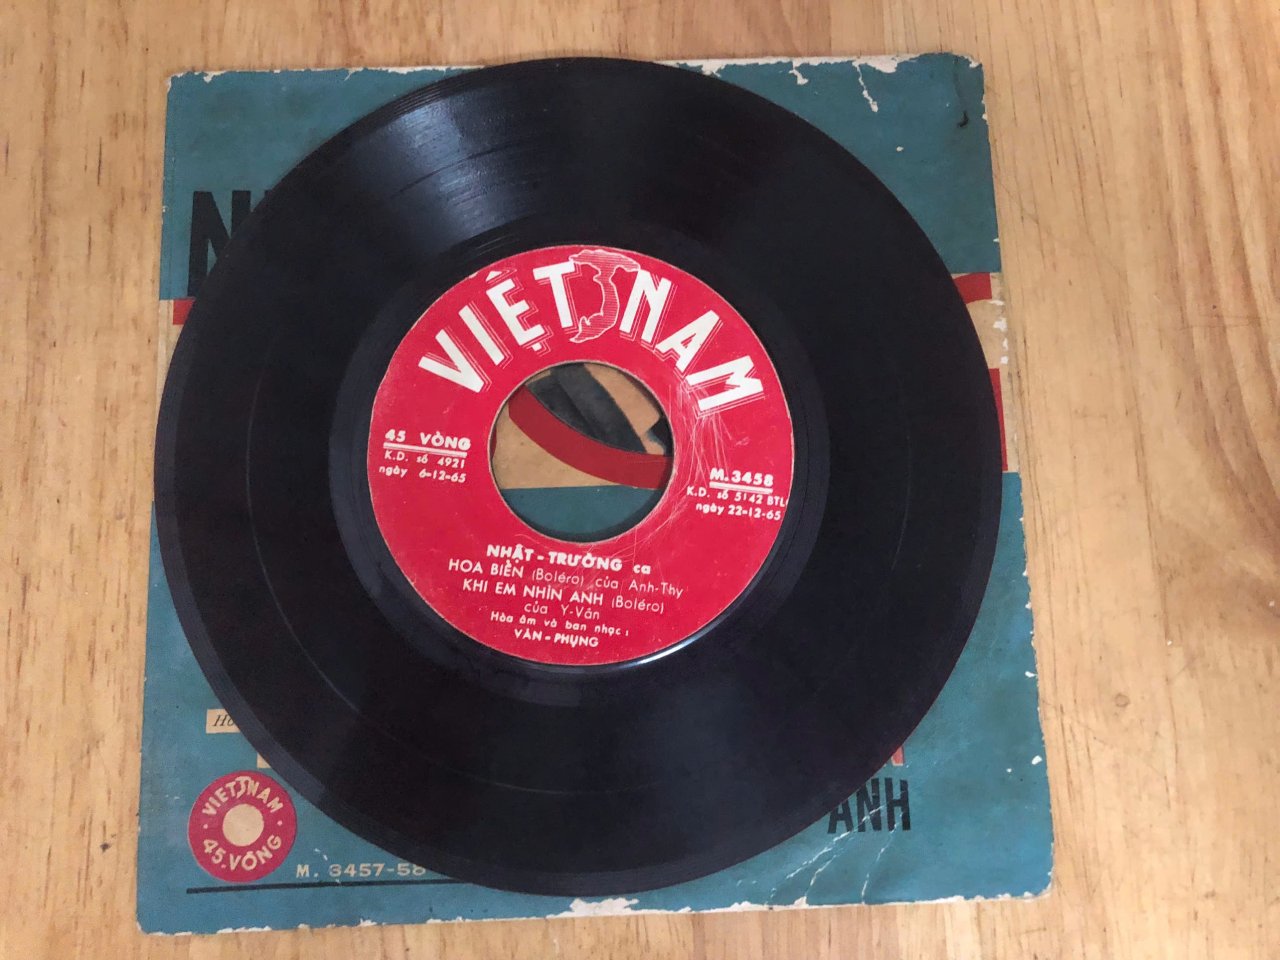 VIỆT NAM
45 VÒNG
K.D. số 4921
ngày 6-12-65
M.3458
K.D. số 5142 BTL
ngày 22-12-65
NHẬT - TRƯỜNG ca
HOA BIỂN (Boléro) của Anh-Thy
KHI EM NHÌN ANH (Boléro)
của Y-Vân
Hòa âm và ban nhạc :
VĂN - PHỤNG
ANH
VIỆT NAM
45.VÒNG
M. 3457-58